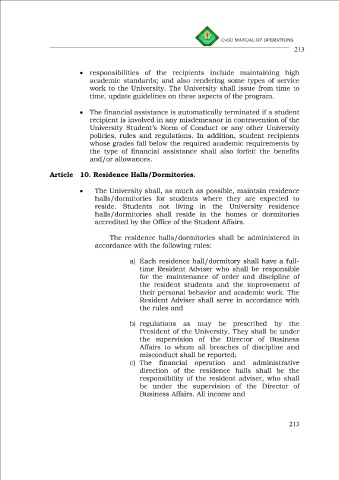 CvSU MANUAL OF OPERATIONS
213
• responsibilities of the recipients include maintaining high
academic standards; and also rendering some types of service
work to the University. The University shall issue from time to
time, update guidelines on these aspects of the program.
• The financial assistance is automatically terminated if a student
recipient is involved in any misdemeanor in contravention of the
University Student's Norm of Conduct or any other University
policies, rules and regulations. In addition, student recipients
whose grades fall below the required academic requirements by
the type of financial assistance shall also forfeit the benefits
and/or allowances.
Article 10. Residence Halls/Dormitories.
• The University shall, as much as possible, maintain residence
halls/dormitories for students where they are expected to
reside. Students not living in the University residence
halls/dormitories shall reside in the homes or dormitories
accredited by the Office of the Student Affairs.
The residence halls/dormitories shall be administered in
accordance with the following rules:
a) Each residence hall/dormitory shall have a full-
time Resident Adviser who shall be responsible
for the maintenance of order and discipline of
the resident students and the improvement of
their personal behavior and academic work. The
Resident Adviser shall serve in accordance with
the rules and
b) regulations as may be prescribed by the
President of the University. They shall be under
the supervision of the Director of Business
Affairs to whom all breaches of discipline and
misconduct shall be reported;
c) The financial operation and administrative
direction of the residence halls shall be the
responsibility of the resident adviser, who shall
be under the supervision of the Director of
Business Affairs. All income and
213